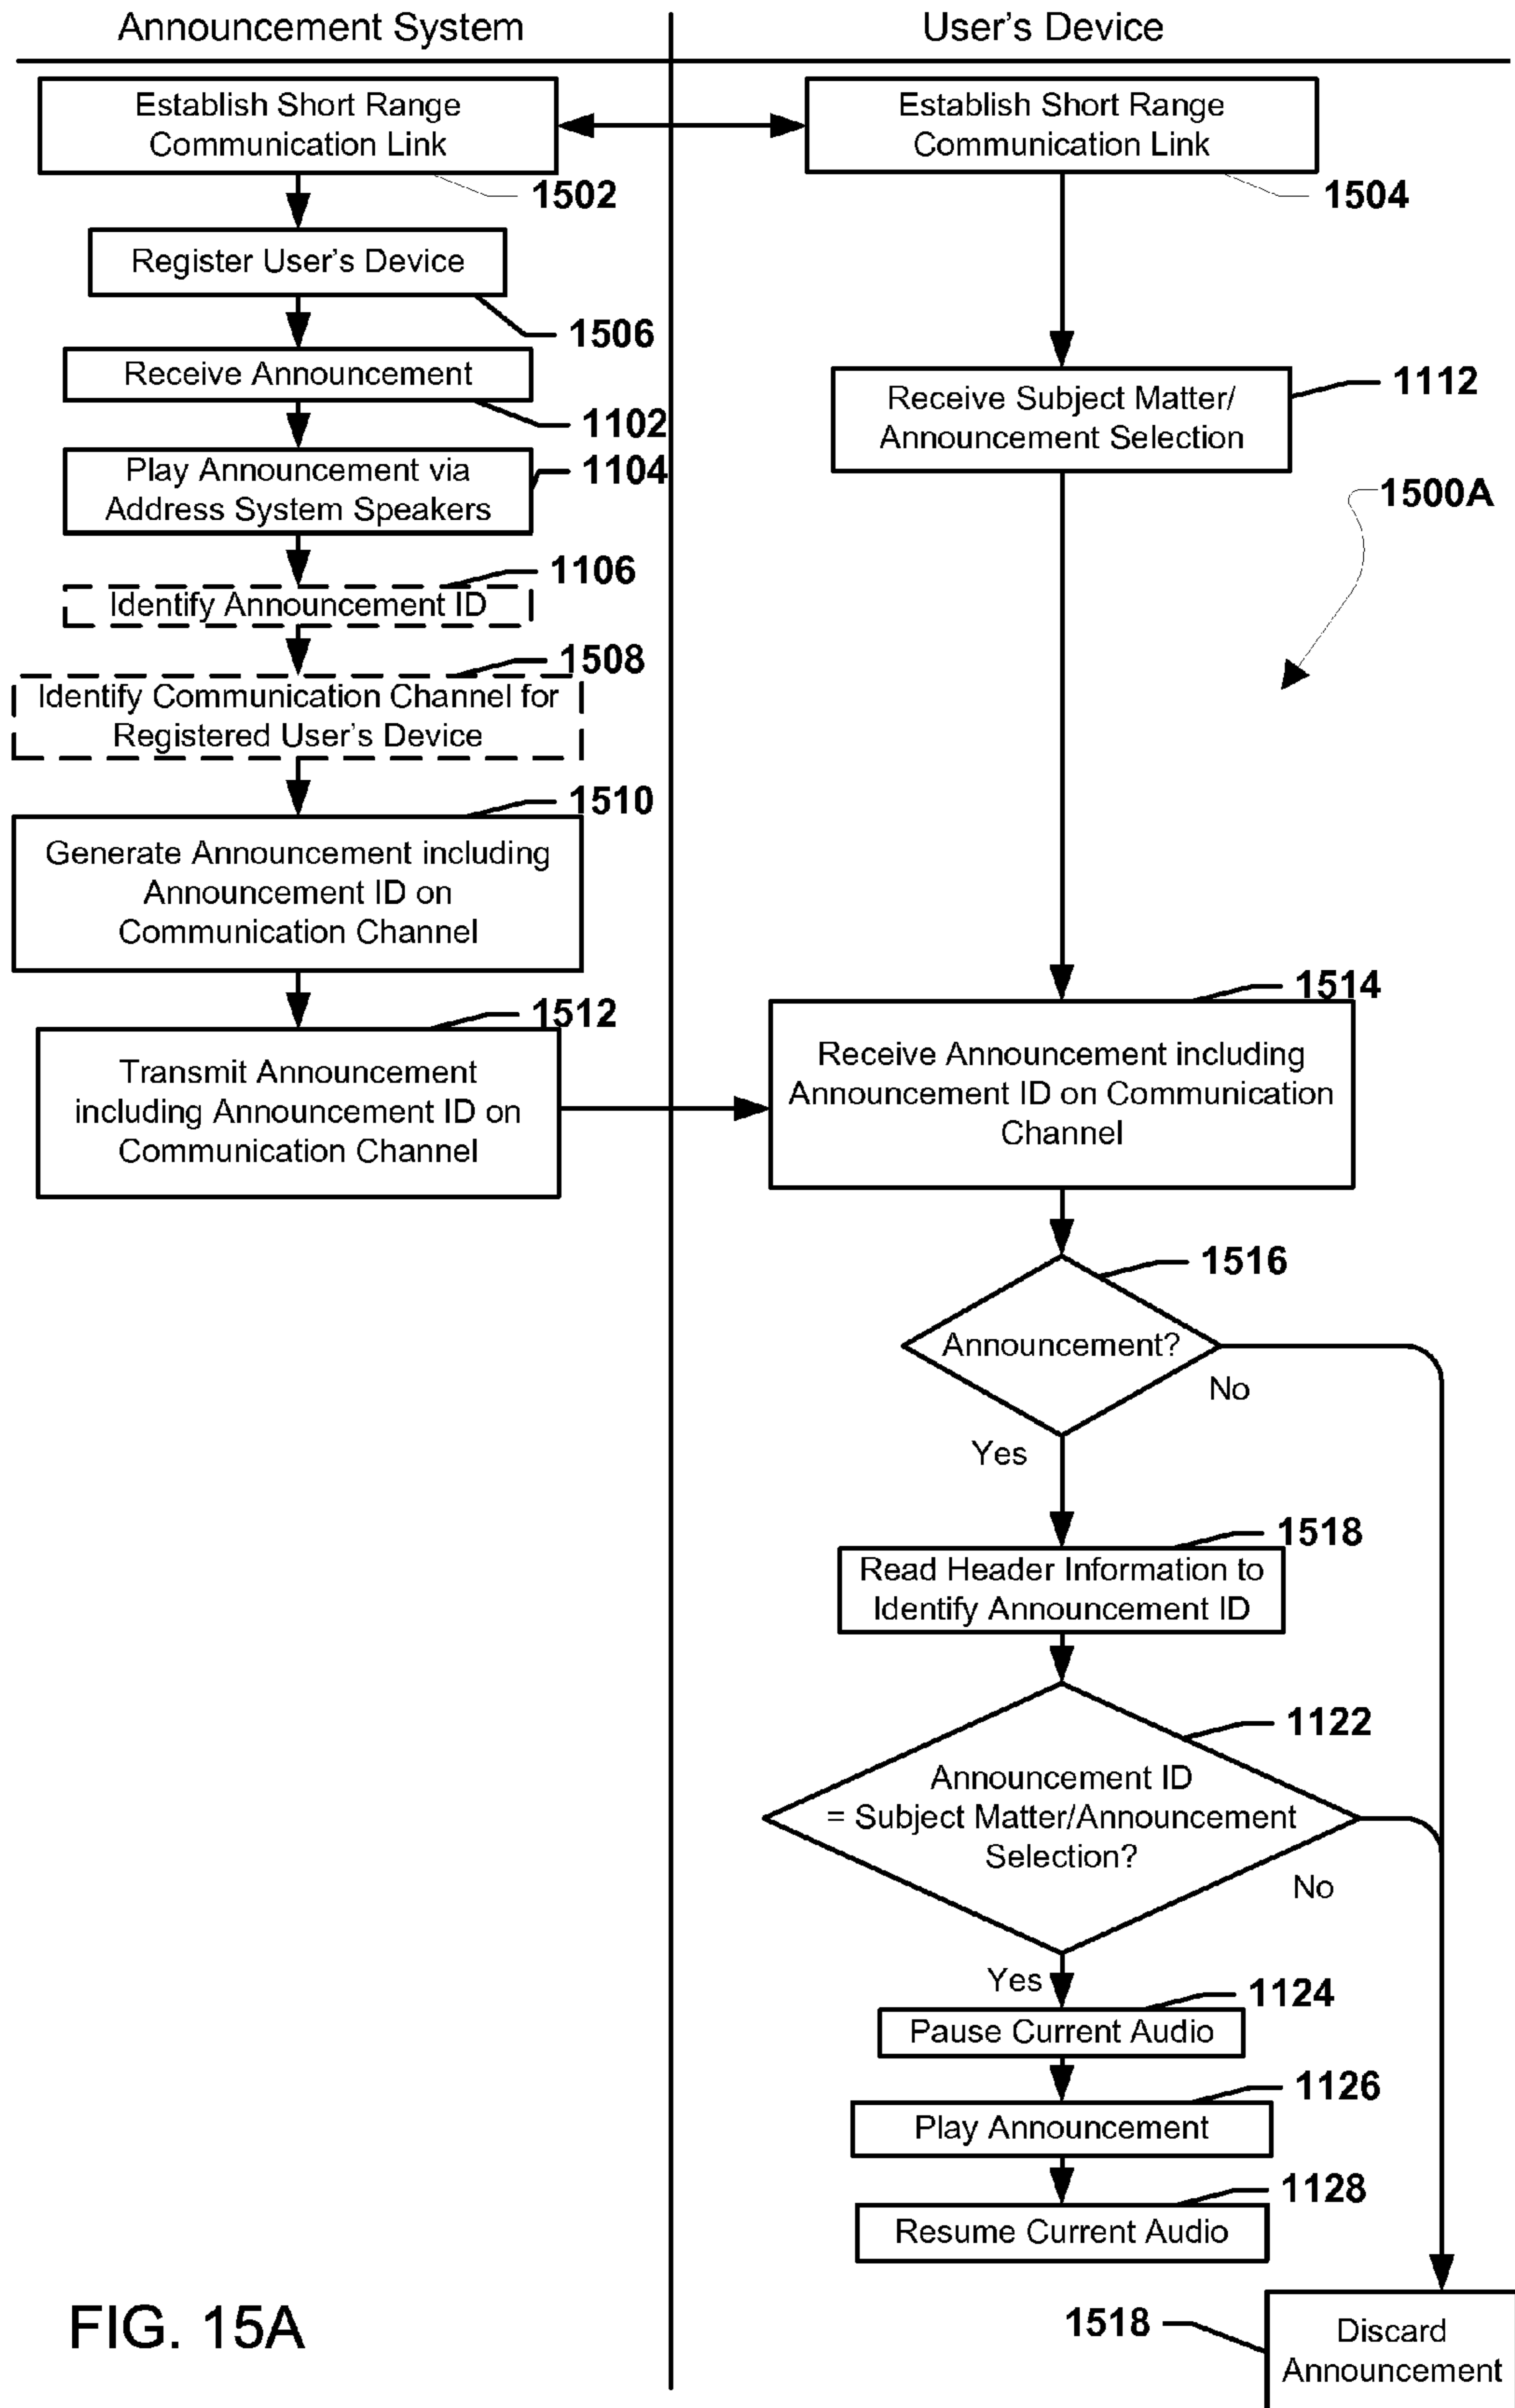 Announcement System
User's Device
Establish Short Range
Communication Link
1502
Establish Short Range
Communication Link
1504
Register User's Device
1506
Receive Announcement
1102
Play Announcement via
Address System Speakers
1104
Identify Announcement ID
1106
Identify Communication Channel for
Registered User's Device
1508
Generate Announcement including
Announcement ID on
Communication Channel
1510
Transmit Announcement
including Announcement ID on
Communication Channel
1512
Receive Subject Matter/
Announcement Selection
1112
1500A
Receive Announcement including
Announcement ID on Communication
Channel
1514
Announcement?
1516
No
Yes
Read Header Information to
Identify Announcement ID
1518
Announcement ID
= Subject Matter/Announcement
Selection?
1122
No
Yes
Pause Current Audio
1124
Play Announcement
1126
Resume Current Audio
1128
Discard
Announcement
1518
FIG. 15A